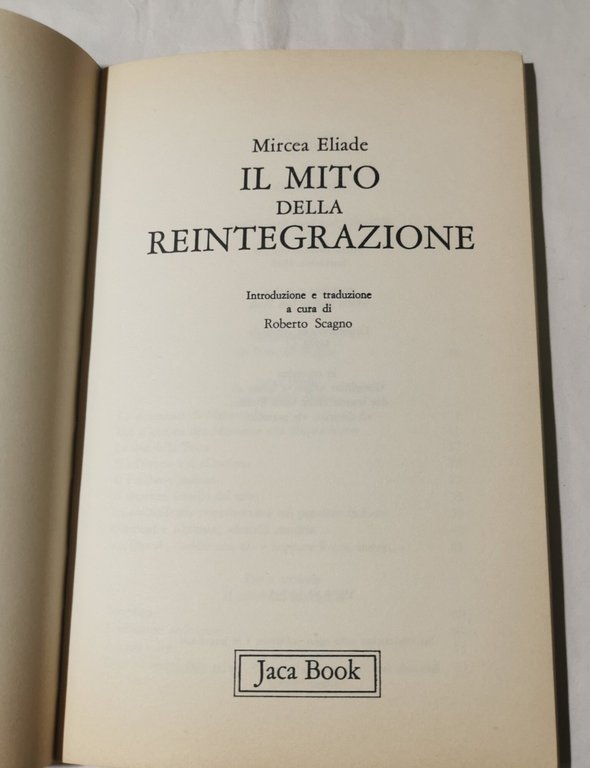 Mircea Eliade
IL MITO
DELLA
REINTEGRAZIONE
Introduzione e traduzione
a cura di
Roberto Scagno
Jaca Book